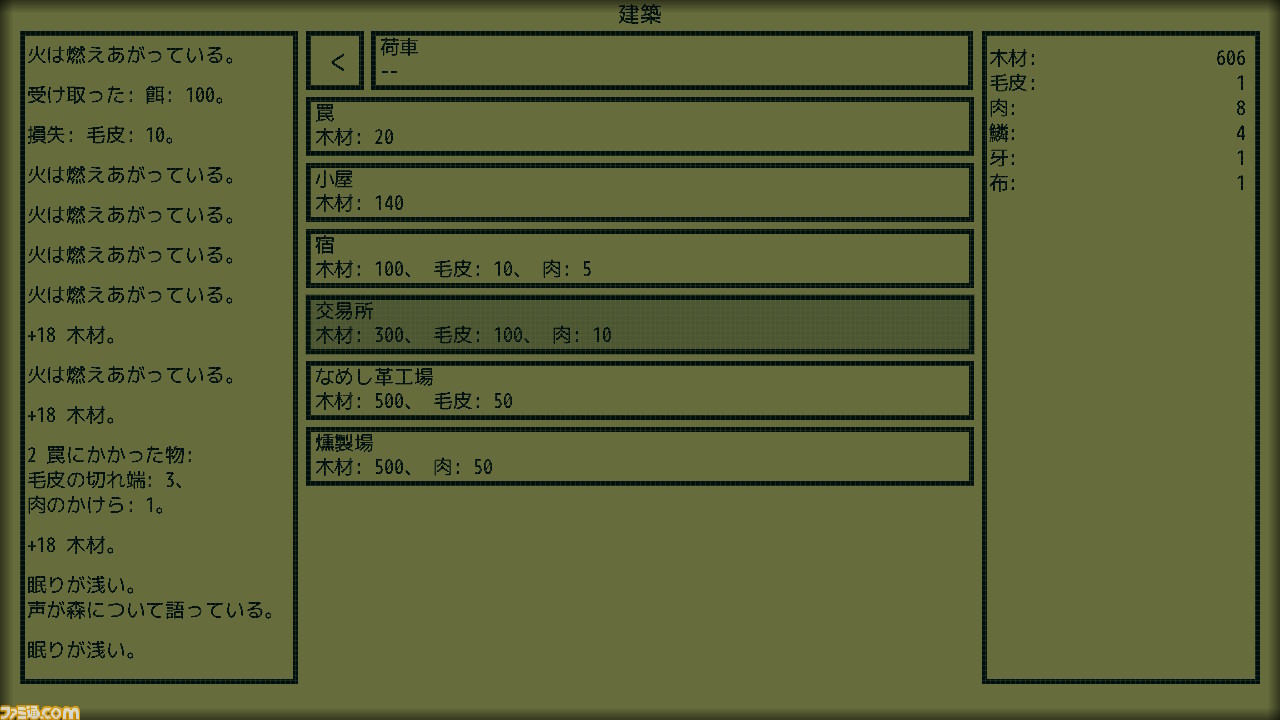 建築
火は燃えあがっている。
受け取った: 餌: 100。
損失: 毛皮: 10。
火は燃えあがっている。
火は燃えあがっている。
火は燃えあがっている。
火は燃えあがっている。
+18 木材。
火は燃えあがっている。
+18 木材。
2 罠にかかった物:
毛皮の切れ端: 3、
肉のかけら: 1。
+18 木材。
眠りが浅い。
声が森について語っている。
眠りが浅い。
<
荷車
--
罠
木材: 20
小屋
木材: 140
宿
木材: 100、 毛皮: 10、 肉: 5
交易所
木材: 300、 毛皮: 100、 肉: 10
なめし革工場
木材: 500、 毛皮: 50
燻製場
木材: 500、 肉: 50
木材: 606
毛皮: 1
肉: 8
鱗: 4
牙: 1
布: 1
ファミ通.com